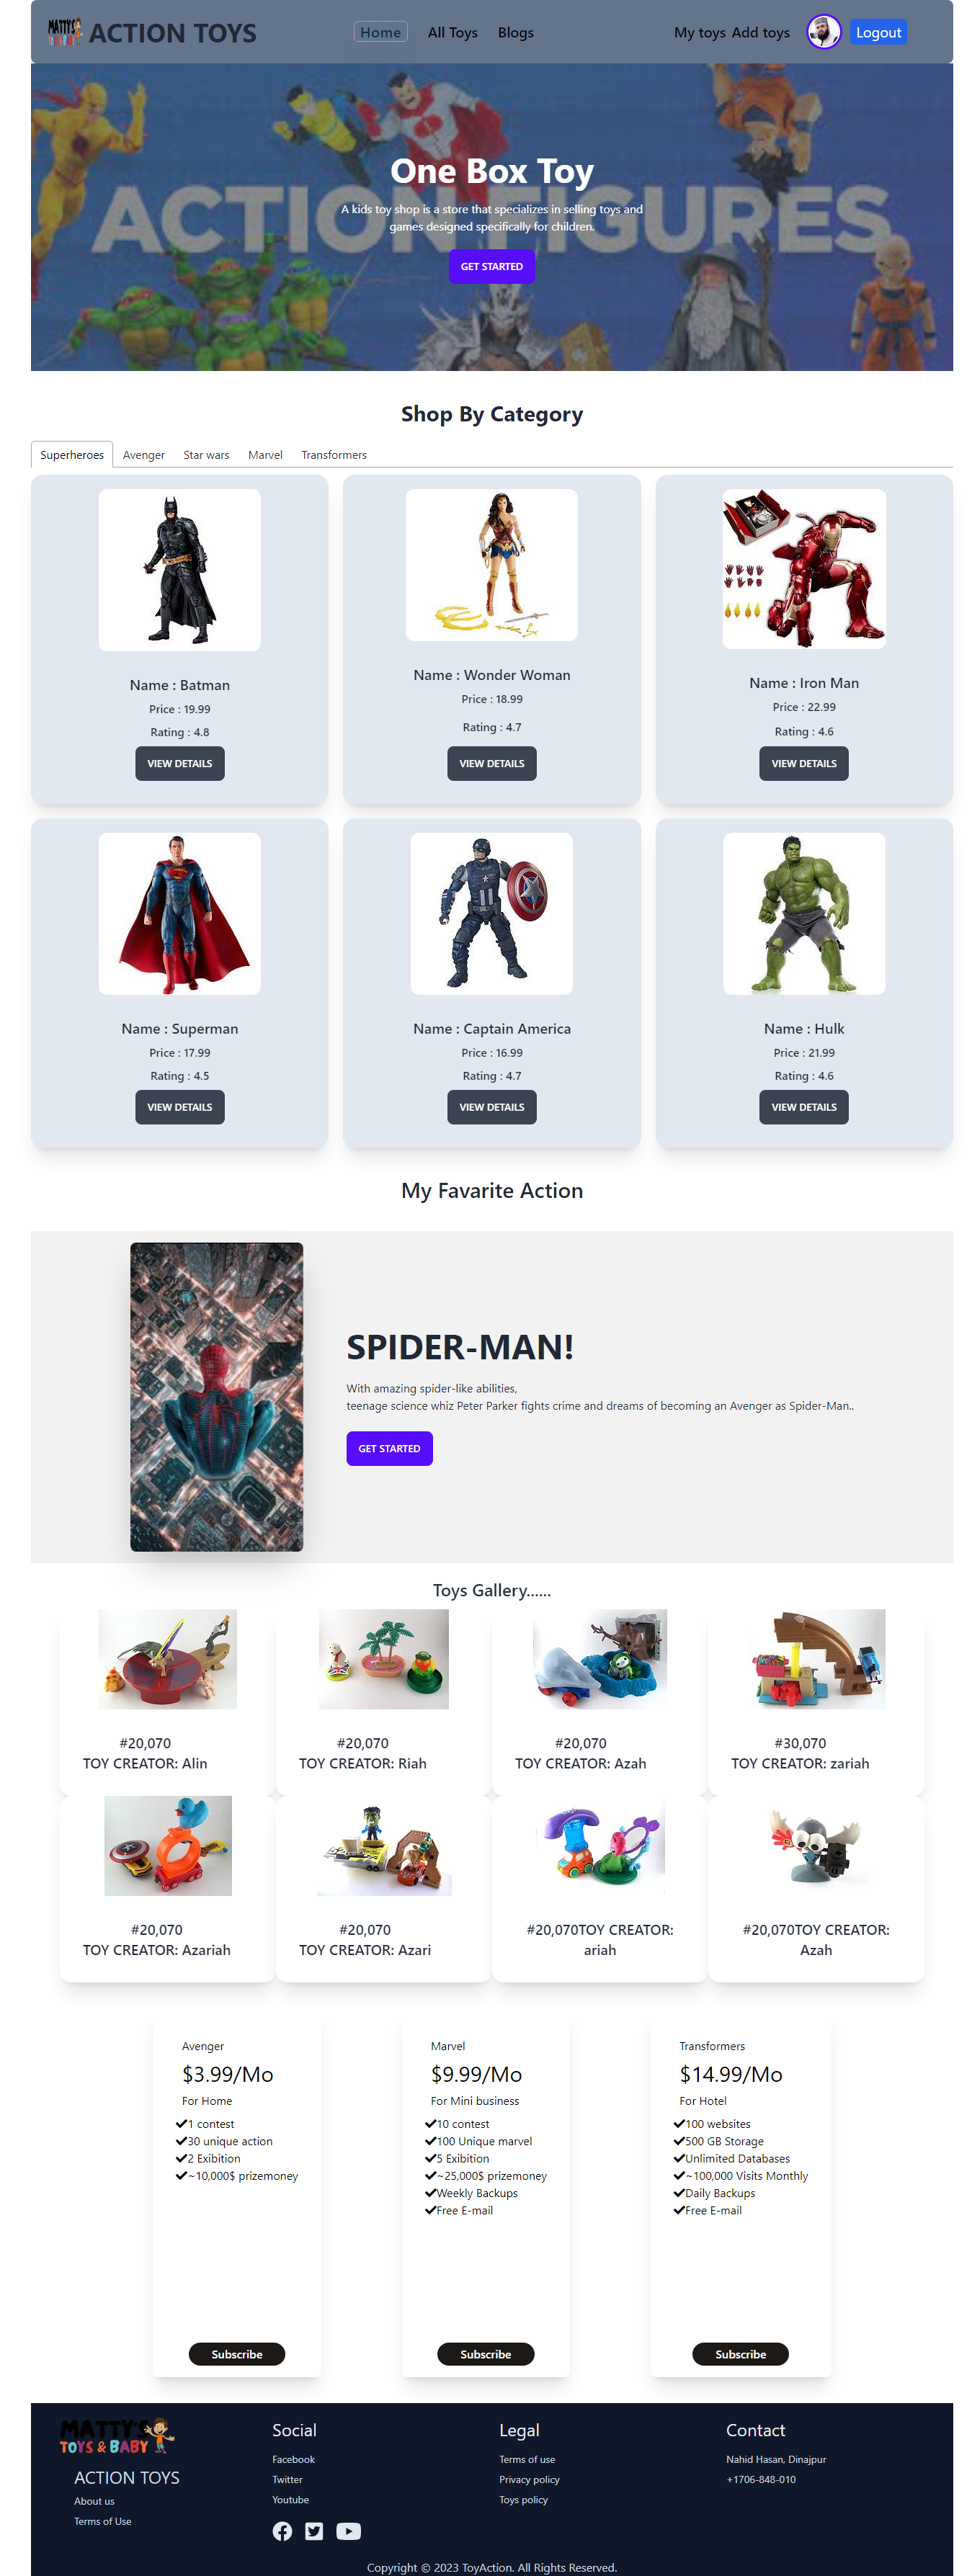 MATTY'S
TOYS & BABY
ACTION TOYS
Home
All Toys
Blogs
My toys
Add toys
Logout
ACTION FIGURES
One Box Toy
A kids toy shop is a store that specializes in selling toys and
games designed specifically for children.
GET STARTED
Shop By Category
Superheroes
Avenger
Star wars
Marvel
Transformers
Name : Batman
Price : 19.99
Rating : 4.8
VIEW DETAILS
Name : Wonder Woman
Price : 18.99
Rating : 4.7
VIEW DETAILS
Name : Iron Man
Price : 22.99
Rating : 4.6
VIEW DETAILS
Name : Superman
Price : 17.99
Rating : 4.5
VIEW DETAILS
Name : Captain America
Price : 16.99
Rating : 4.7
VIEW DETAILS
Name : Hulk
Price : 21.99
Rating : 4.6
VIEW DETAILS
My Favarite Action
SPIDER-MAN!
With amazing spider-like abilities,
teenage science whiz Peter Parker fights crime and dreams of becoming an Avenger as Spider-Man..
GET STARTED
Toys Gallery......
#20,070
TOY CREATOR: Alin
#20,070
TOY CREATOR: Riah
#20,070
TOY CREATOR: Azah
#30,070
TOY CREATOR: zariah
#20,070
TOY CREATOR: Azariah
#20,070
TOY CREATOR: Azari
#20,070TOY CREATOR:
ariah
#20,070TOY CREATOR:
Azah
Avenger
$3.99/Mo
For Home
1 contest
30 unique action
2 Exibition
~10,000$ prizemoney
Subscribe
Marvel
$9.99/Mo
For Mini business
10 contest
100 Unique marvel
5 Exibition
~25,000$ prizemoney
Weekly Backups
Free E-mail
Subscribe
Transformers
$14.99/Mo
For Hotel
100 websites
500 GB Storage
Unlimited Databases
~100,000 Visits Monthly
Daily Backups
Free E-mail
Subscribe
MATTY'S
TOYS & BABY
ACTION TOYS
About us
Terms of Use
Social
Facebook
Twitter
Youtube
Legal
Terms of use
Privacy policy
Toys policy
Contact
Nahid Hasan, Dinajpur
+1706-848-010
Copyright © 2023 ToyAction. All Rights Reserved.